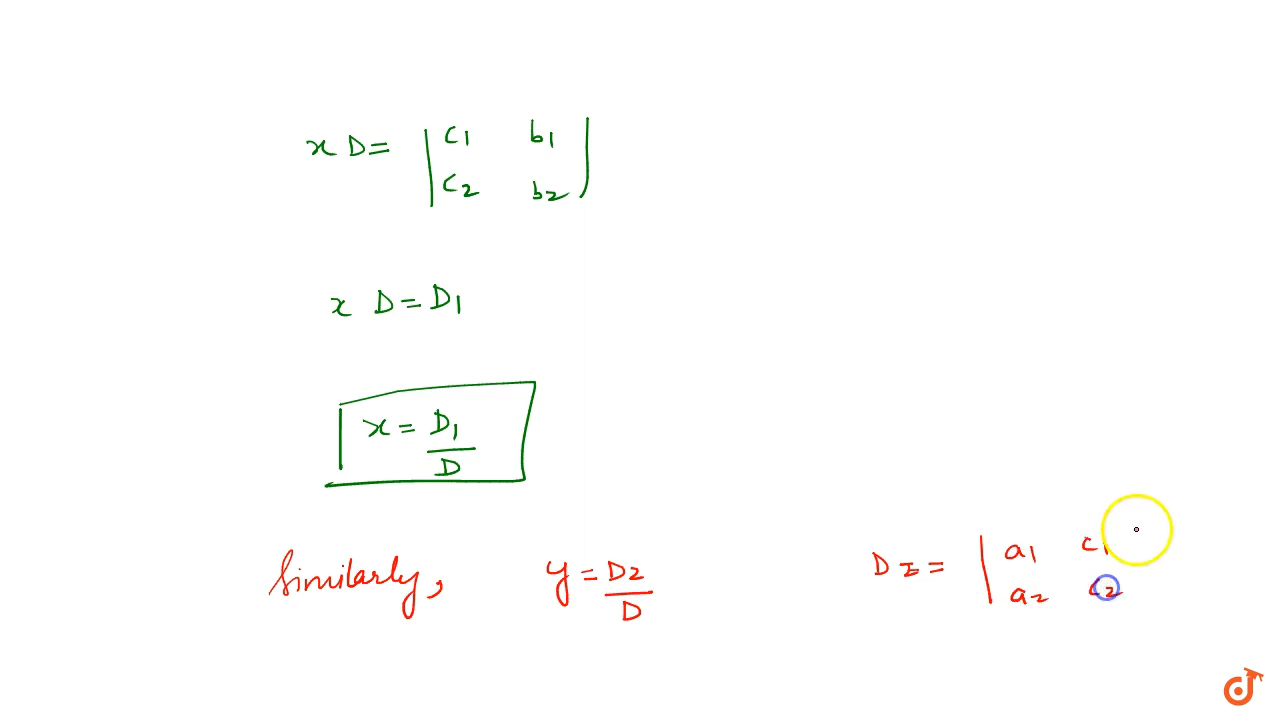 x D = | c1 b1 |
| c2 b2 |
x D = D1
x = D1
D
Similarly, y = D2 D2 = | a1 c1
D | a2 c2